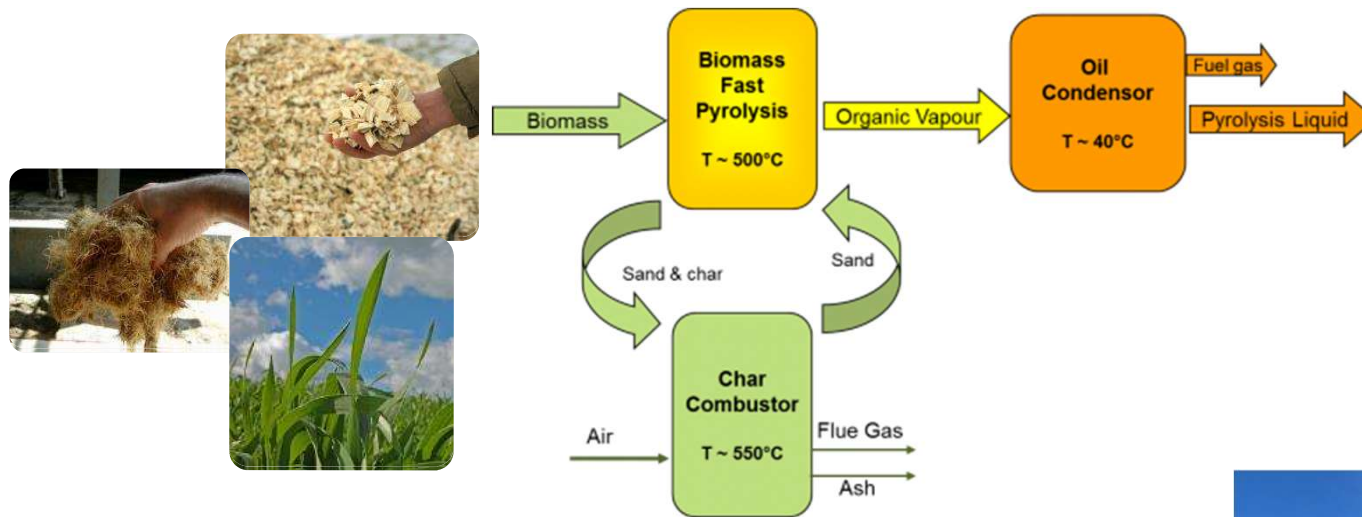 Biomass
Biomass
Fast
Pyrolysis
T ~ 500°C
Organic Vapour
Oil
Condensor
T ~ 40°C
Fuel gas
Pyrolysis Liquid
Sand & char
Sand
Char
Combustor
T ~ 550°C
Air
Flue Gas
Ash